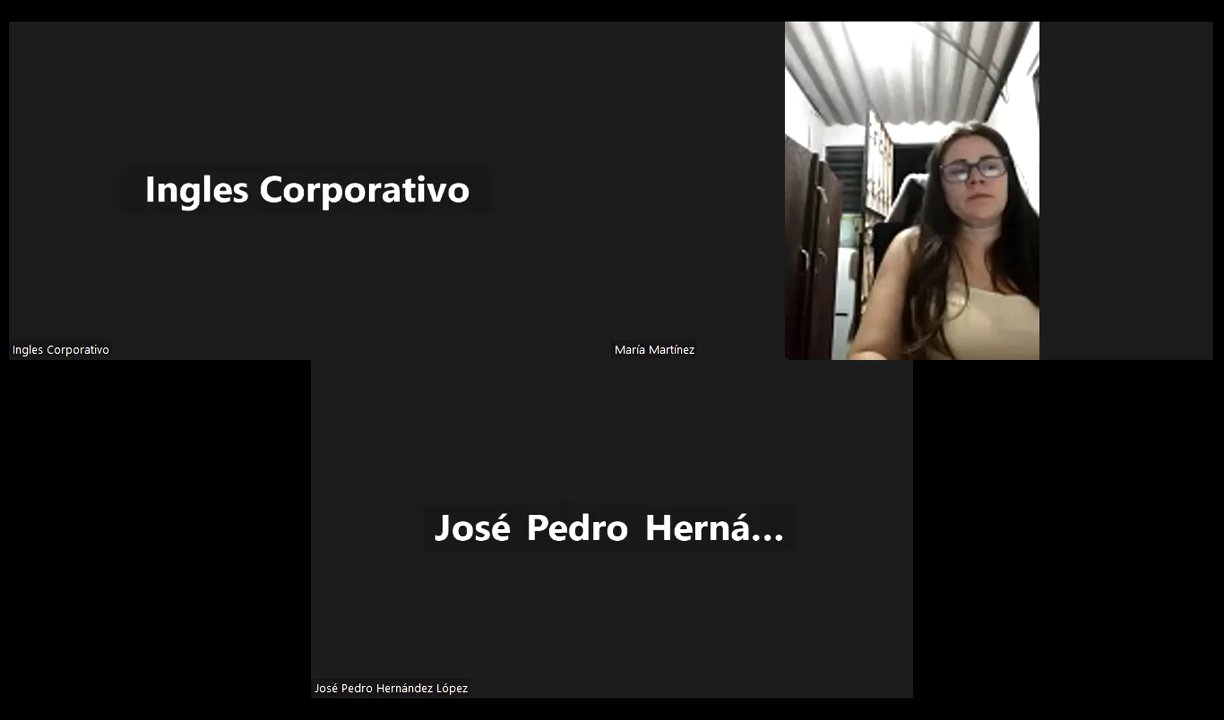 Ingles Corporativo
Ingles Corporativo
María Martínez
José Pedro Herná...
José Pedro Hernández López